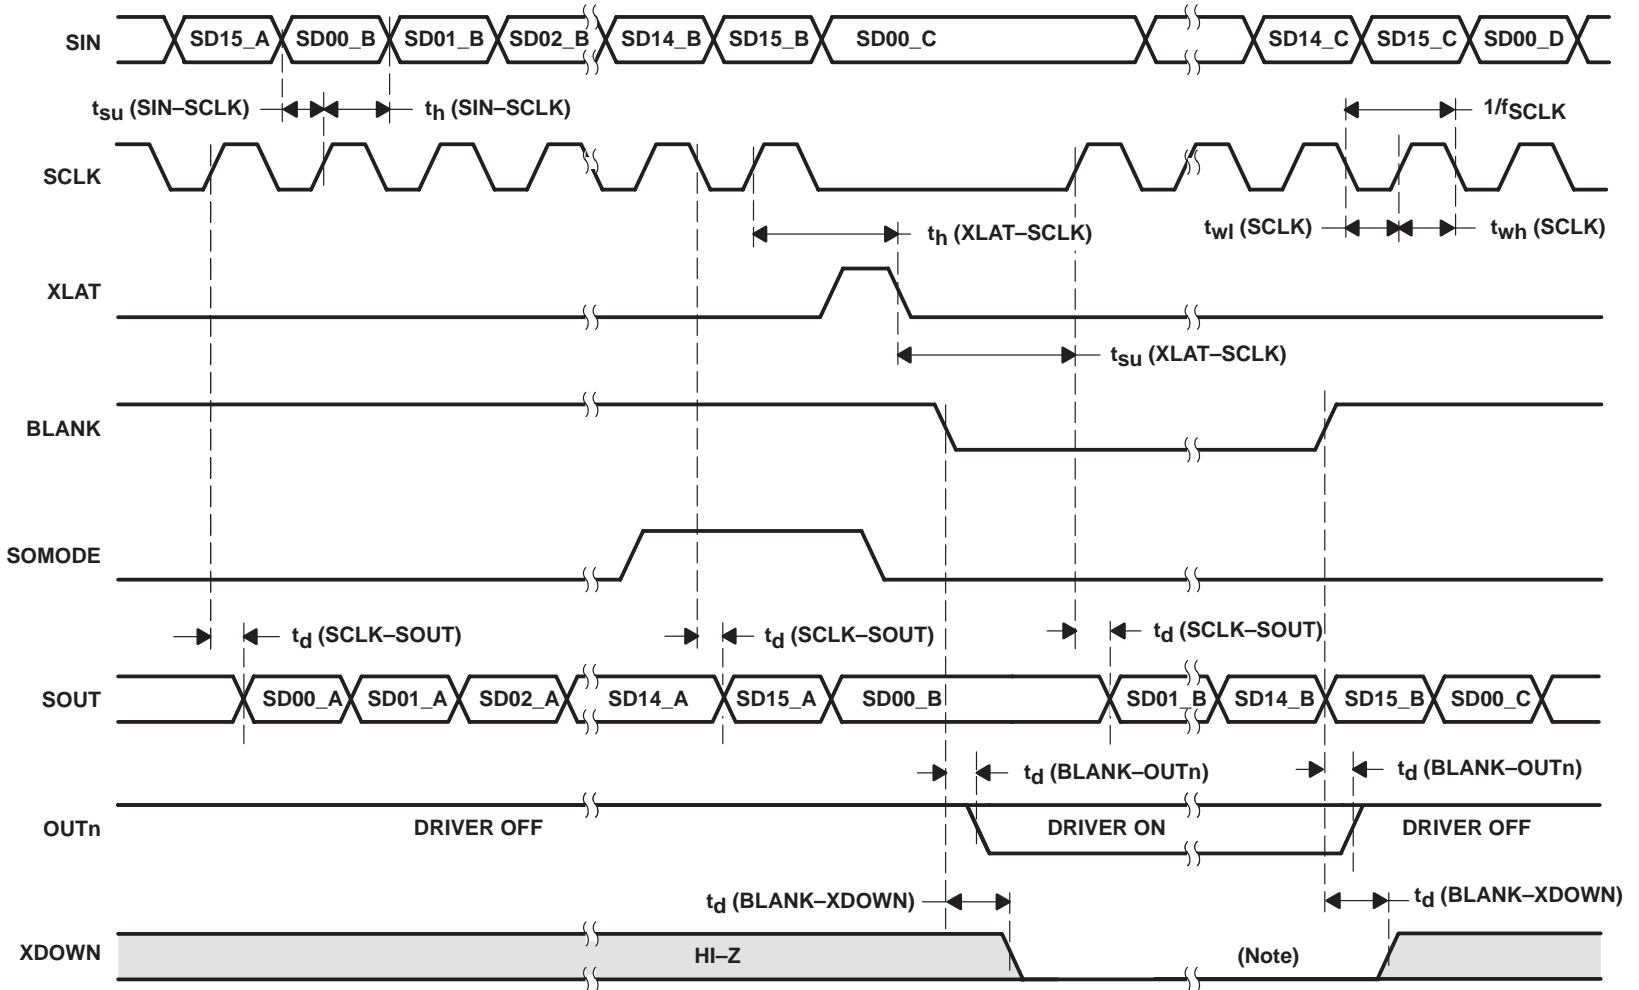 SIN SD15_A SD00_B SD01_B SD02_B SD14_B SD15_B SD00_C SD14_C SD15_C SD00_D
tsu (SIN–SCLK) th (SIN–SCLK) 1/fSCLK
SCLK
th (XLAT–SCLK) twl (SCLK) twh (SCLK)
XLAT
tsu (XLAT–SCLK)
BLANK
SOMODE
td (SCLK–SOUT) td (SCLK–SOUT) td (SCLK–SOUT)
SOUT SD00_A SD01_A SD02_A SD14_A SD15_A SD00_B SD01_B SD14_B SD15_B SD00_C
td (BLANK–OUTn) td (BLANK–OUTn)
OUTn DRIVER OFF DRIVER ON DRIVER OFF
td (BLANK–XDOWN) td (BLANK–XDOWN)
XDOWN HI–Z (Note)